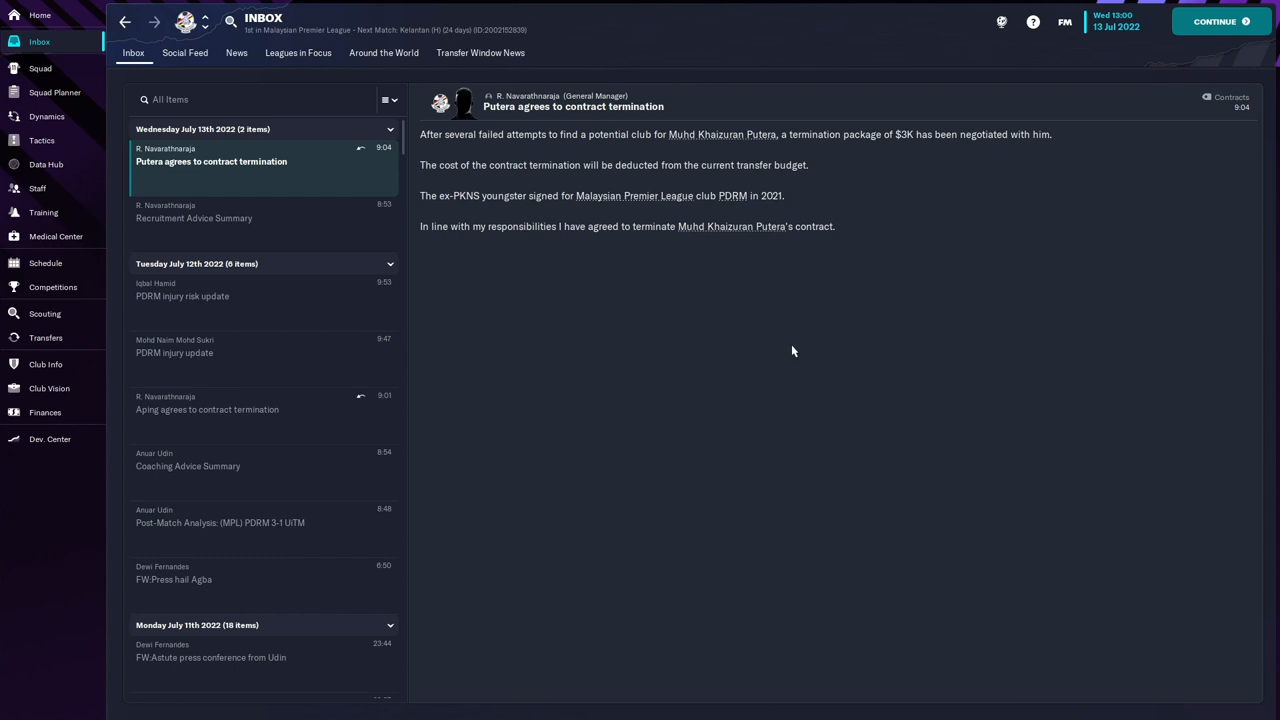 Home
Inbox
Squad
Squad Planner
Dynamics
Tactics
Data Hub
Staff
Training
Medical Center
Schedule
Competitions
Scouting
Transfers
Club Info
Club Vision
Finances
Dev. Center
INBOX
1st in Malaysian Premier League - Next Match: Kelantan (H) (24 days) (ID:2002152839)
FM
Wed 13:00
13 Jul 2022
CONTINUE
Inbox
Social Feed
News
Leagues in Focus
Around the World
Transfer Window News
All Items
Wednesday July 13th 2022 (2 items)
R. Navarathnaraja 9:04
Putera agrees to contract termination
R. Navarathnaraja 8:53
Recruitment Advice Summary
Tuesday July 12th 2022 (6 items)
Iqbal Hamid 9:53
PDRM injury risk update
Mohd Naim Mohd Sukri 9:47
PDRM injury update
R. Navarathnaraja 9:01
Aping agrees to contract termination
Anuar Udin 8:54
Coaching Advice Summary
Anuar Udin 8:48
Post-Match Analysis: (MPL) PDRM 3-1 UiTM
Dewi Fernandes 6:50
FW:Press hail Agba
Monday July 11th 2022 (18 items)
Dewi Fernandes 23:44
FW:Astute press conference from Udin
R. Navarathnaraja (General Manager)
Putera agrees to contract termination
Contracts
9:04
After several failed attempts to find a potential club for Muhd Khaizuran Putera, a termination package of $3K has been negotiated with him.
The cost of the contract termination will be deducted from the current transfer budget.
The ex-PKNS youngster signed for Malaysian Premier League club PDRM in 2021.
In line with my responsibilities I have agreed to terminate Muhd Khaizuran Putera's contract.